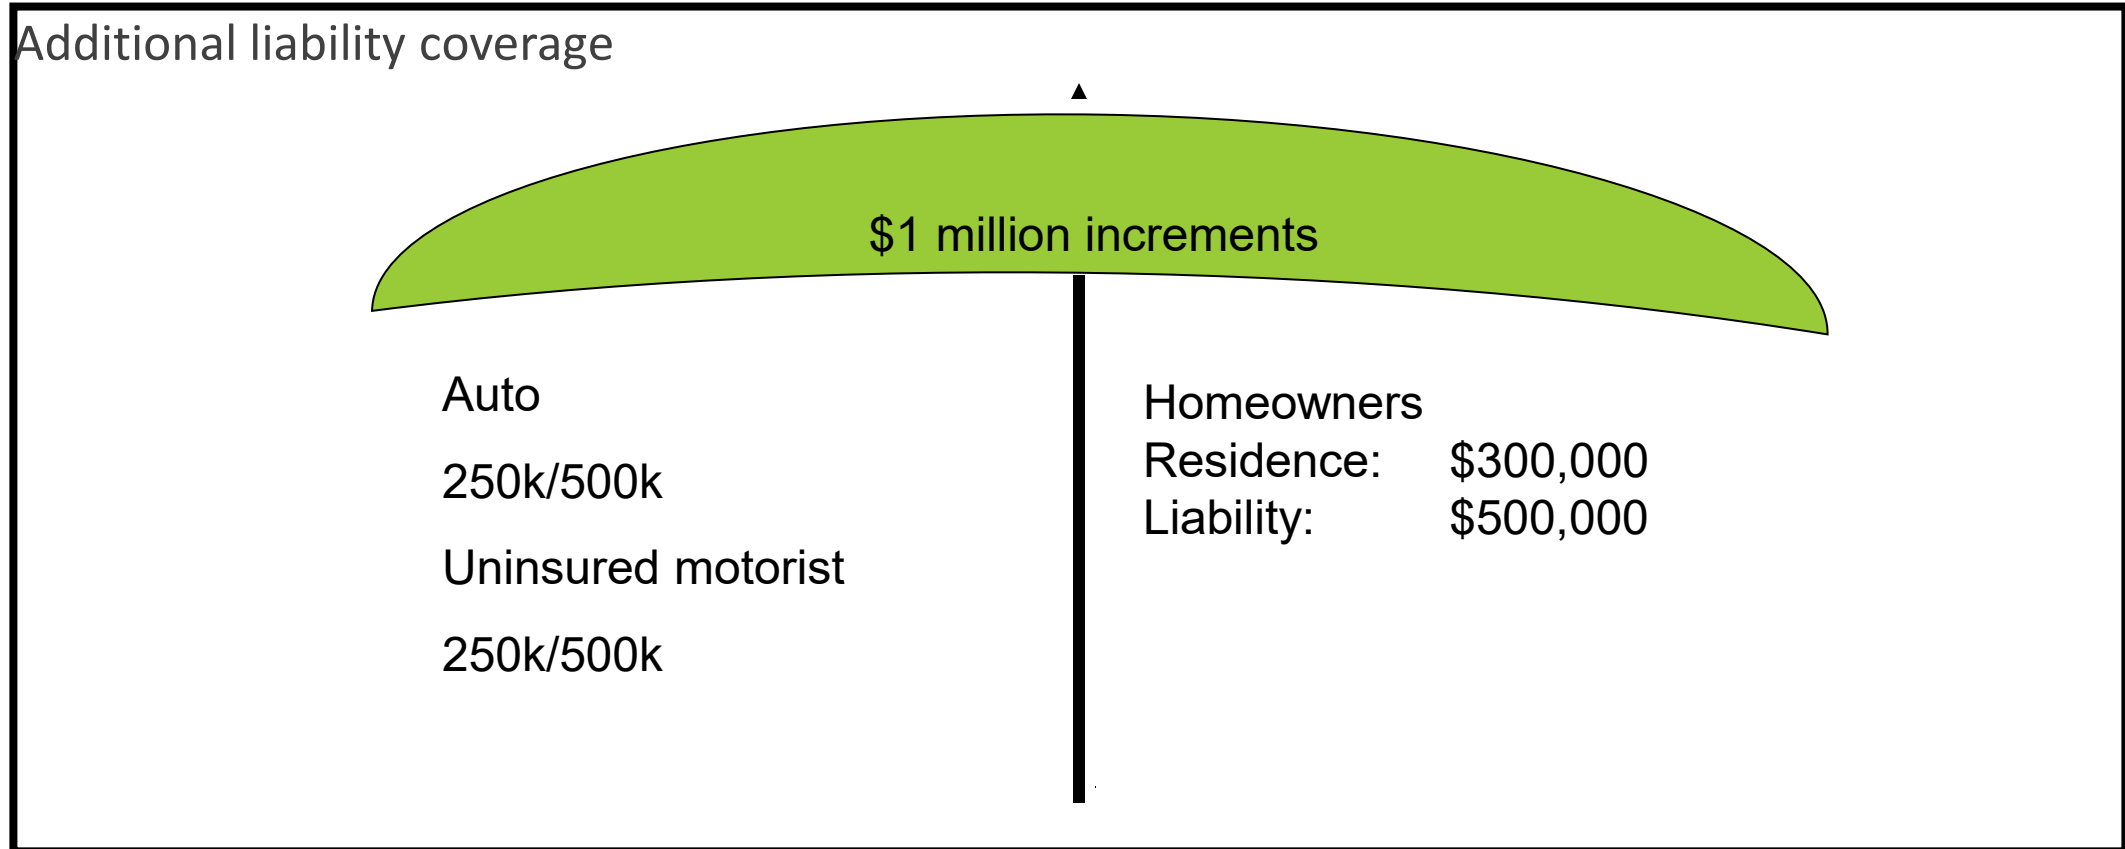 Additional liability coverage
$1 million increments
Auto
250k/500k
Uninsured motorist
250k/500k
Homeowners
Residence: $300,000
Liability: $500,000